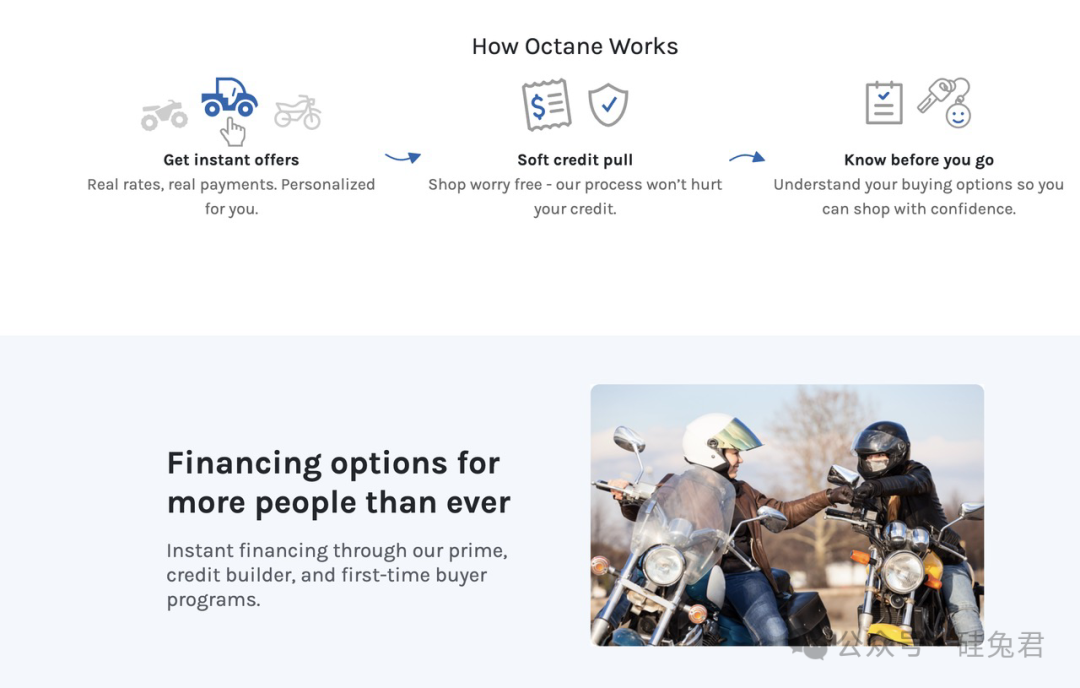 How Octane Works
$
Get instant offers
Real rates, real payments. Personalized
for you.
Soft credit pull
Shop worry free - our process won’t hurt
your credit.
Know before you go
Understand your buying options so you
can shop with confidence.
Financing options for
more people than ever
Instant financing through our prime,
credit builder, and first-time buyer
programs.
公众号 硅兔君